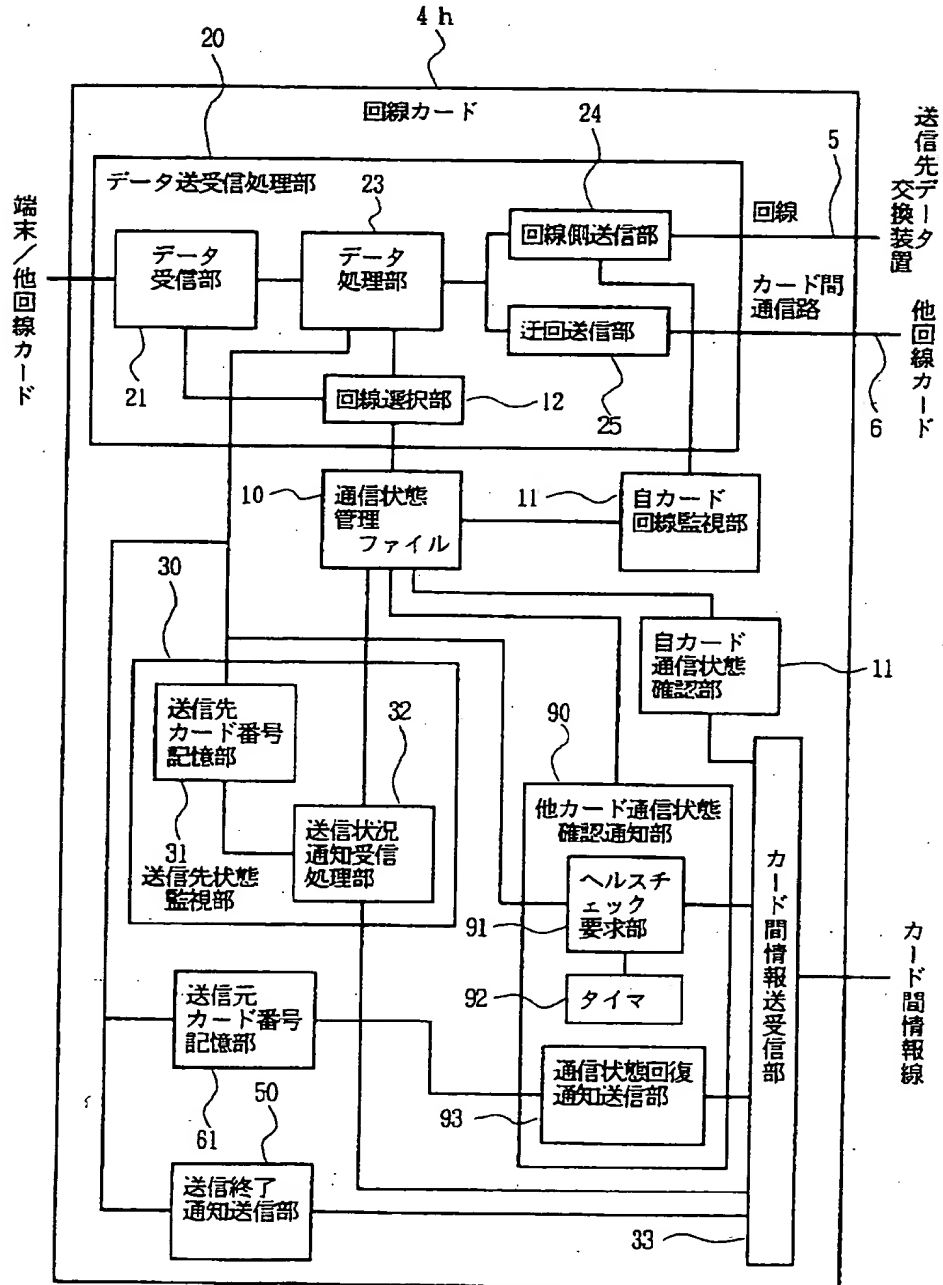 4h
20
回線カード
24
5
送信先データ
交換装置
データ送受信処理部
23
回線
端末／他回線カード
データ
受信部
データ
処理部
回線側送信部
カード間
通信路
迂回送信部
他回線カード
21
回線選択部
12
25
6
10
通信状態
管理
ファイル
11
自カード
回線監視部
30
自カード
通信状態
確認部
11
送信先
カード番号
記憶部
32
90
31
送信先状態
監視部
送信状況
通知受信
処理部
他カード通信状態
確認通知部
ヘルスチ
ェック
要求部
91
92
タイマ
カード間情報送受信部
カード間情報線
送信元
カード番号
記憶部
通信状態回復
通知送信部
93
61
50
送信終了
通知送信部
33